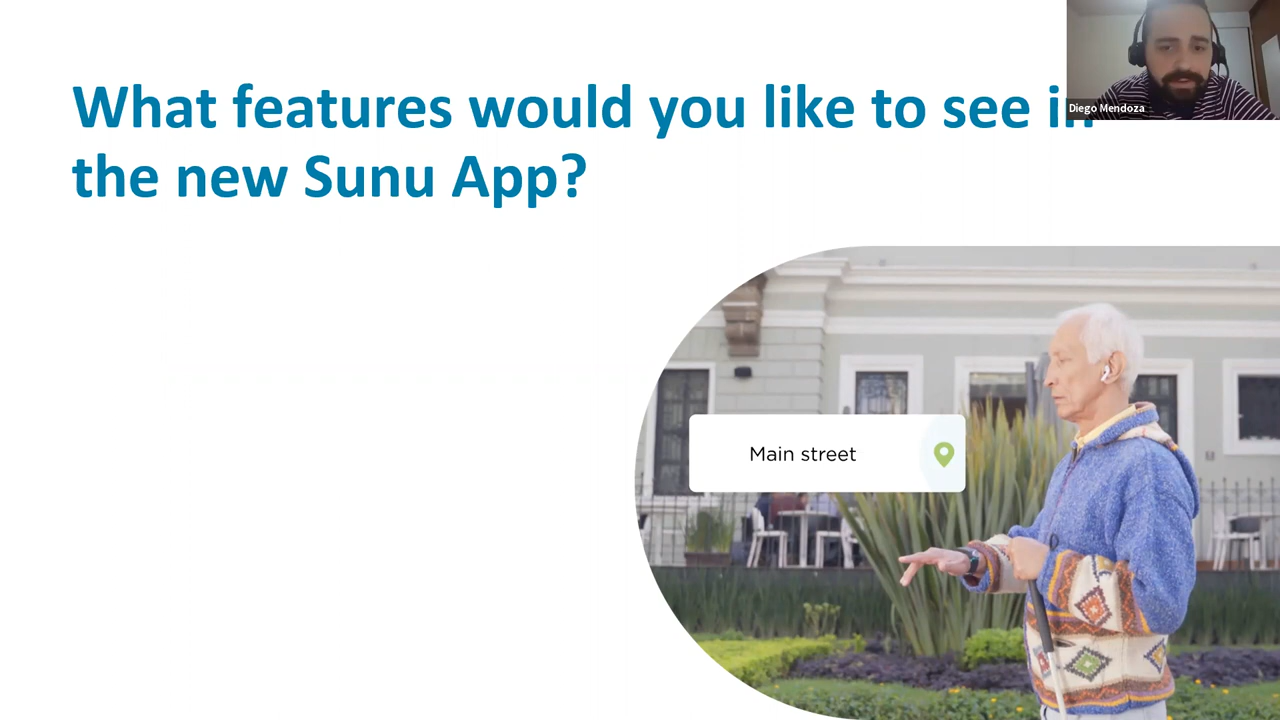 What features would you like to see in
the new Sunu App?
Diego Mendoza
Main street